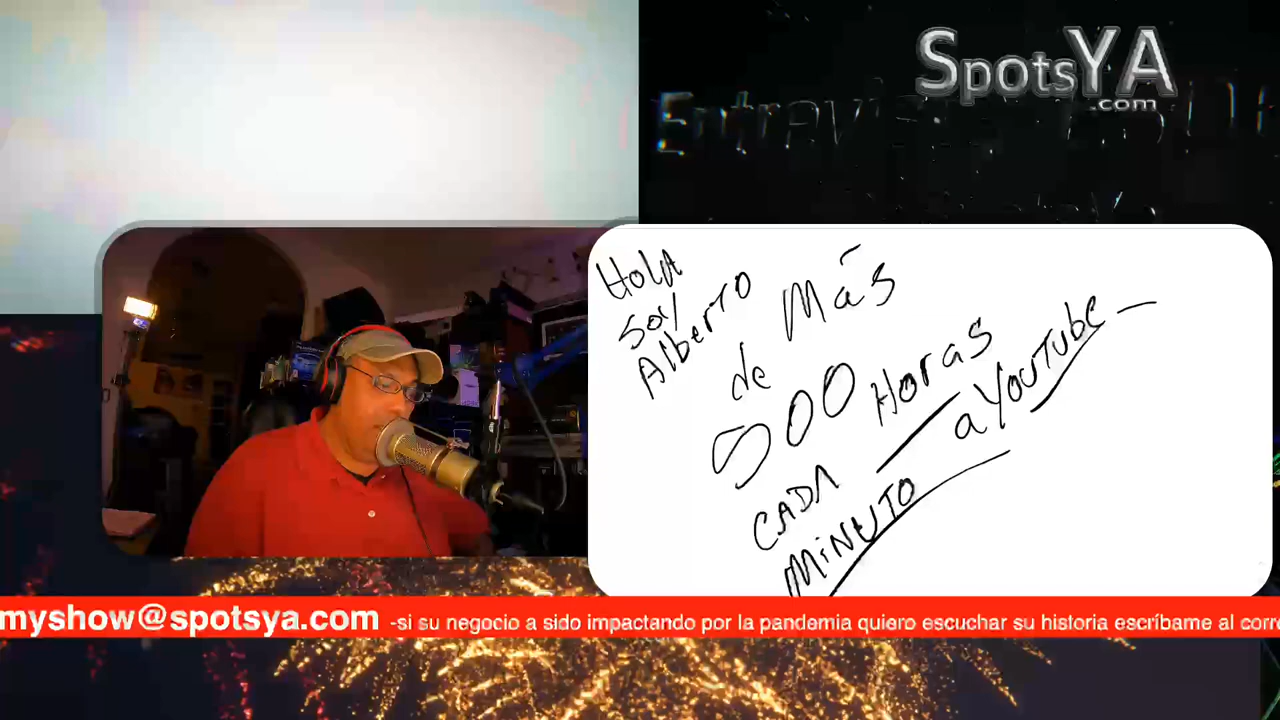 SpotsYA
.com
Entravi
HOLA
Soy
Alberto
Más
de
500 Horas
a YouTube
CADA
MINUTO
myshow@spotsya.com -si su negocio a sido impactando por la pandemia quiero escuchar su historia escríbame al corre